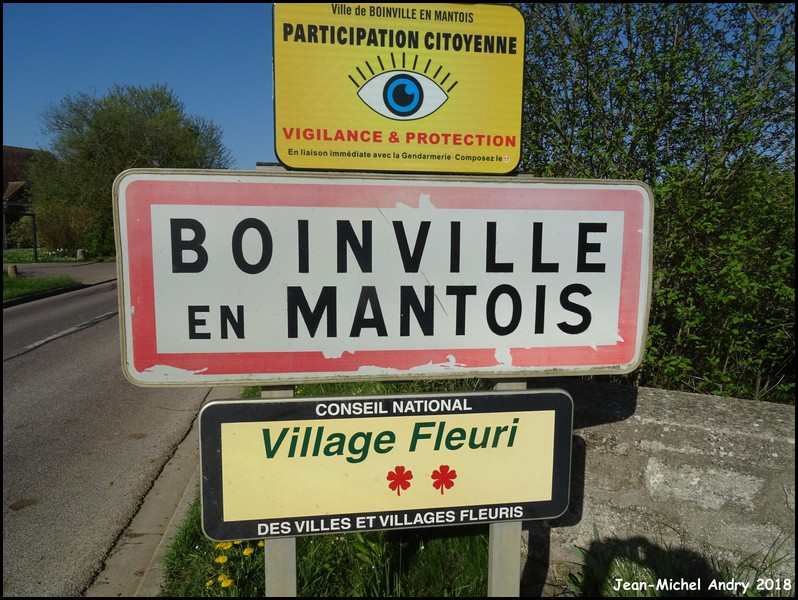 Ville de BOINVILLE EN MANTOIS
PARTICIPATION CITOYENNE
VIGILANCE & PROTECTION
En liaison immédiate avec la Gendarmerie - Composez le 17
BOINVILLE
EN MANTOIS
CONSEIL NATIONAL
Village Fleuri
DES VILLES ET VILLAGES FLEURIS
Jean-Michel Andry 2018